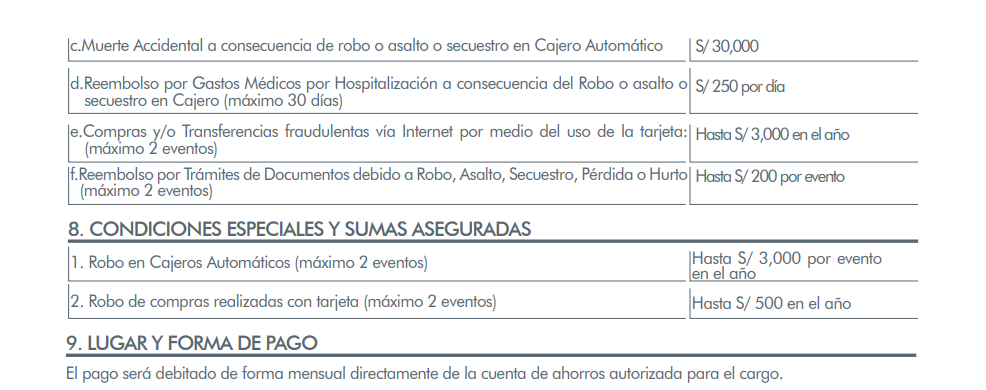 c.Muerte Accidental a consecuencia de robo o asalto o secuestro en Cajero Automático S/ 30,000
d.Reembolso por Gastos Médicos por Hospitalización a consecuencia del Robo o asalto o
secuestro en Cajero (máximo 30 días) S/ 250 por día
e.Compras y/o Transferencias fraudulentas vía Internet por medio del uso de la tarjeta:
(máximo 2 eventos) Hasta S/ 3,000 en el año
f.Reembolso por Trámites de Documentos debido a Robo, Asalto, Secuestro, Pérdida o Hurto
(máximo 2 eventos) Hasta S/ 200 por evento
8. CONDICIONES ESPECIALES Y SUMAS ASEGURADAS
1. Robo en Cajeros Automáticos (máximo 2 eventos) Hasta S/ 3,000 por evento
en el año
2. Robo de compras realizadas con tarjeta (máximo 2 eventos) Hasta S/ 500 en el año
9. LUGAR Y FORMA DE PAGO
El pago será debitado de forma mensual directamente de la cuenta de ahorros autorizada para el cargo.